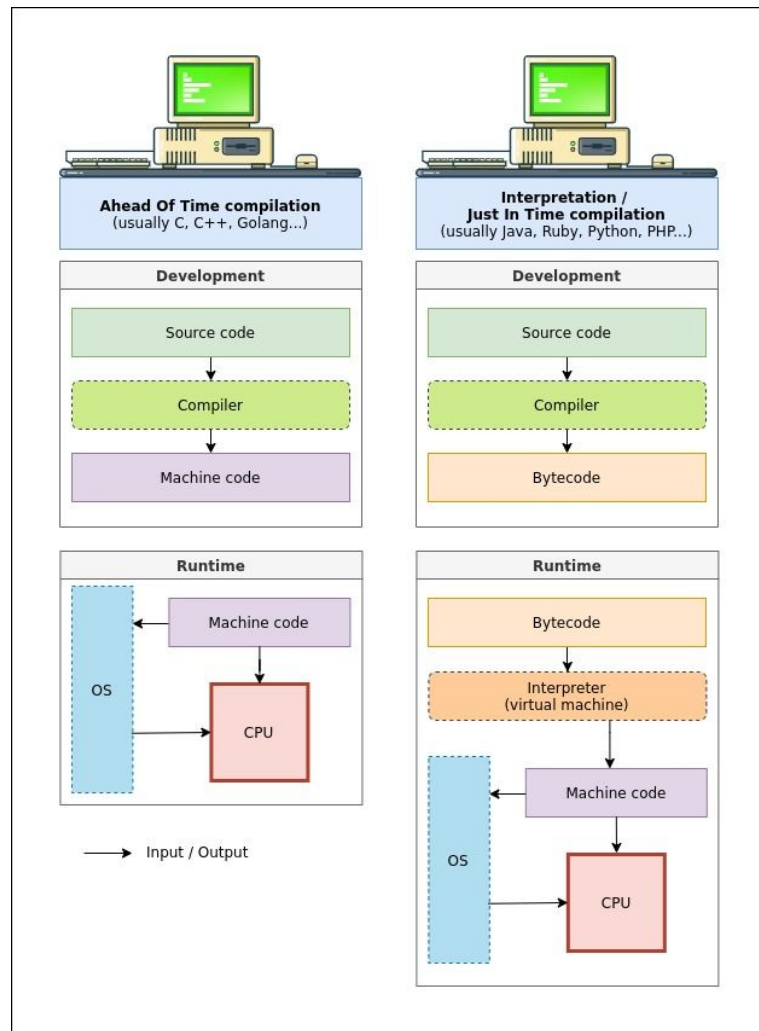 Ahead Of Time compilation
(usually C, C++, Golang...)
Development
Source code
Compiler
Machine code
Runtime
Machine code
OS
CPU
Input / Output
Interpretation /
Just In Time compilation
(usually Java, Ruby, Python, PHP...)
Development
Source code
Compiler
Bytecode
Runtime
Bytecode
Interpreter
(virtual machine)
Machine code
OS
CPU